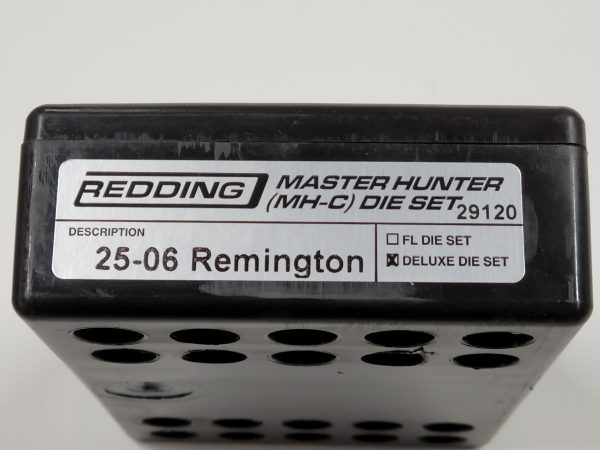 REDDING MASTER HUNTER
(MH-C) DIE SET 29120
DESCRIPTION
25-06 Remington
☐ FL DIE SET
☒ DELUXE DIE SET